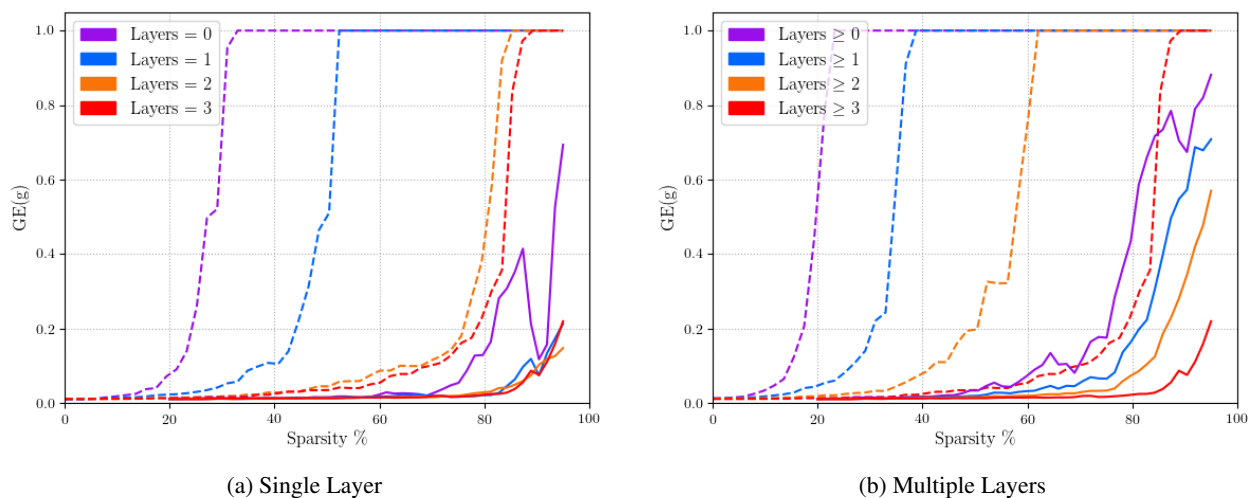 1.0
0.8
0.6
0.4
0.2
0.0
GE(g)
0 20 40 60 80 100
Sparsity %
Layers = 0
Layers = 1
Layers = 2
Layers = 3
(a) Single Layer
1.0
0.8
0.6
0.4
0.2
0.0
GE(g)
0 20 40 60 80 100
Sparsity %
Layers ≥ 0
Layers ≥ 1
Layers ≥ 2
Layers ≥ 3
(b) Multiple Layers